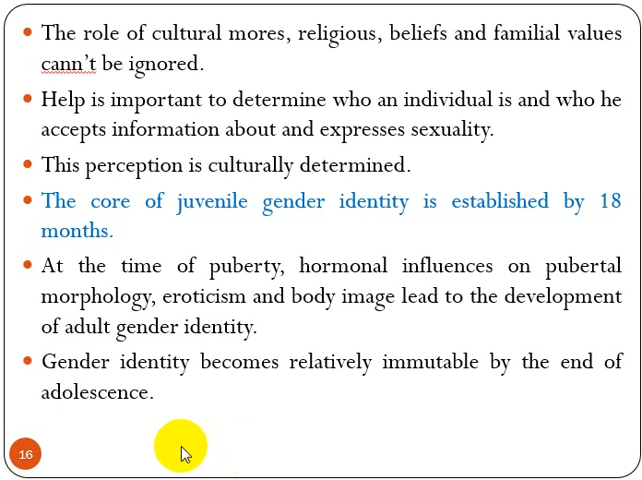 The role of cultural mores, religious, beliefs and familial values
cann't be ignored.
Help is important to determine who an individual is and who he
accepts information about and expresses sexuality.
This perception is culturally determined.
The core of juvenile gender identity is established by 18
months.
At the time of puberty, hormonal influences on pubertal
morphology, eroticism and body image lead to the development
of adult gender identity.
Gender identity becomes relatively immutable by the end of
adolescence.
16